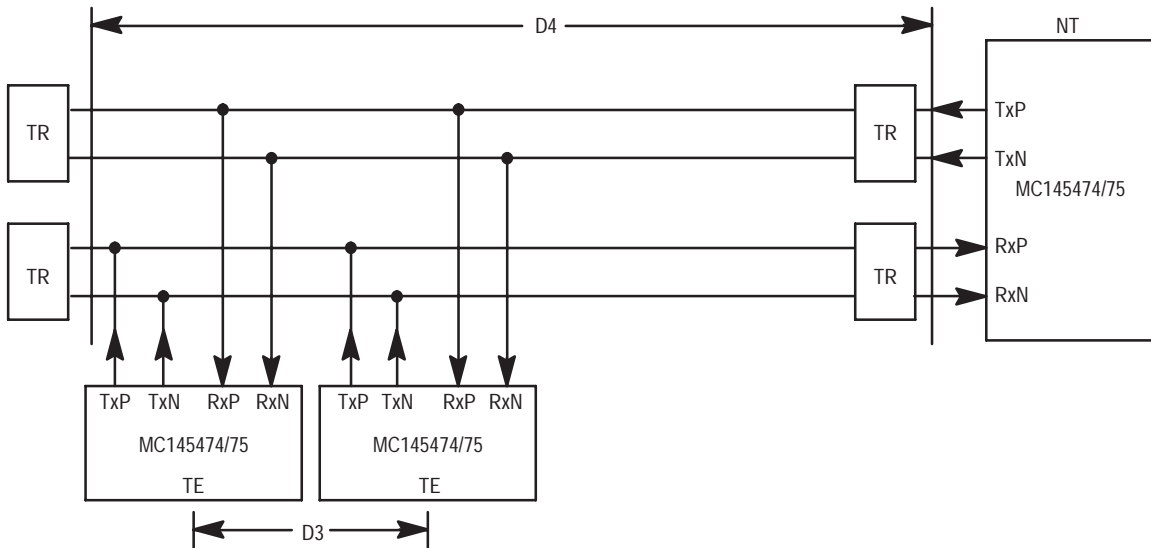 D4
NT
TR
TR
TxP
TxN
MC145474/75
TR
TR
RxP
RxN
TxP TxN RxP RxN
TxP TxN RxP RxN
MC145474/75
MC145474/75
TE
TE
D3